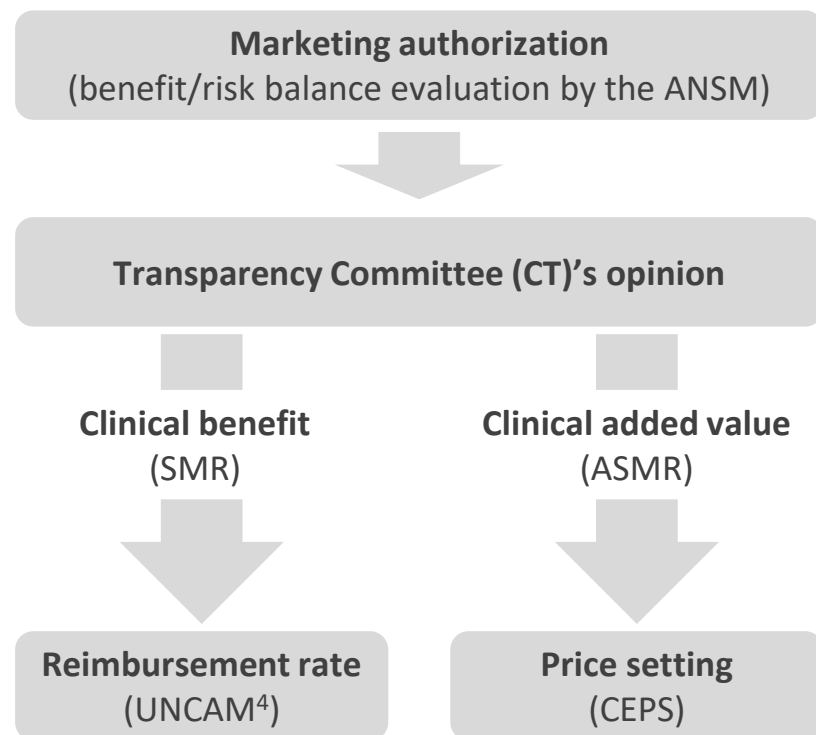 Marketing authorization
(benefit/risk balance evaluation by the ANSM)
Transparency Committee (CT)’s opinion
Clinical benefit
(SMR)
Clinical added value
(ASMR)
Reimbursement rate
(UNCAM⁴)
Price setting
(CEPS)